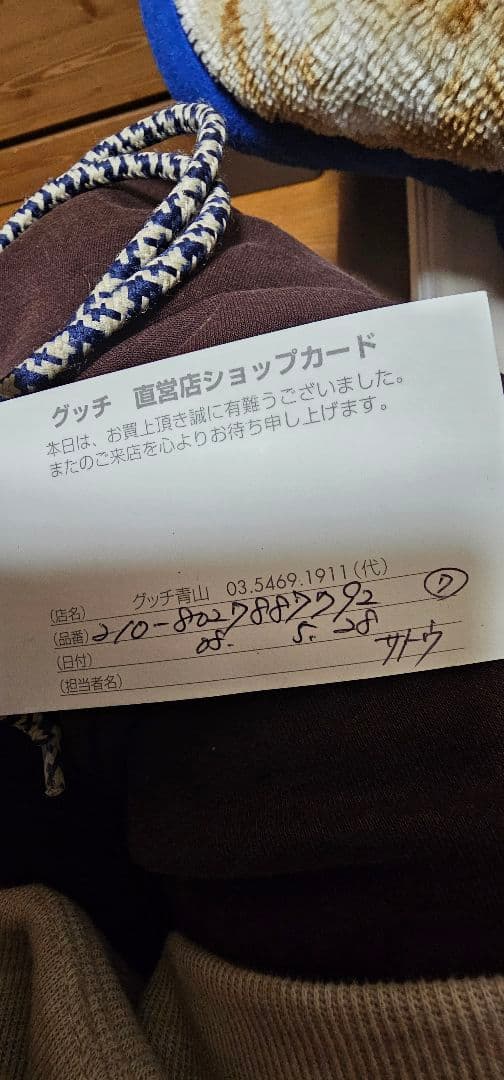 グッチ 直営店ショップカード
本日は、お買上頂き誠に有難うございました。
またのご来店を心よりお待ち申し上げます。
(店名) グッチ青山 03.5469.1911(代)
(品番) 210-8027887792 ⑦
(日付) 08. 5. 28
(担当者名) サトウ